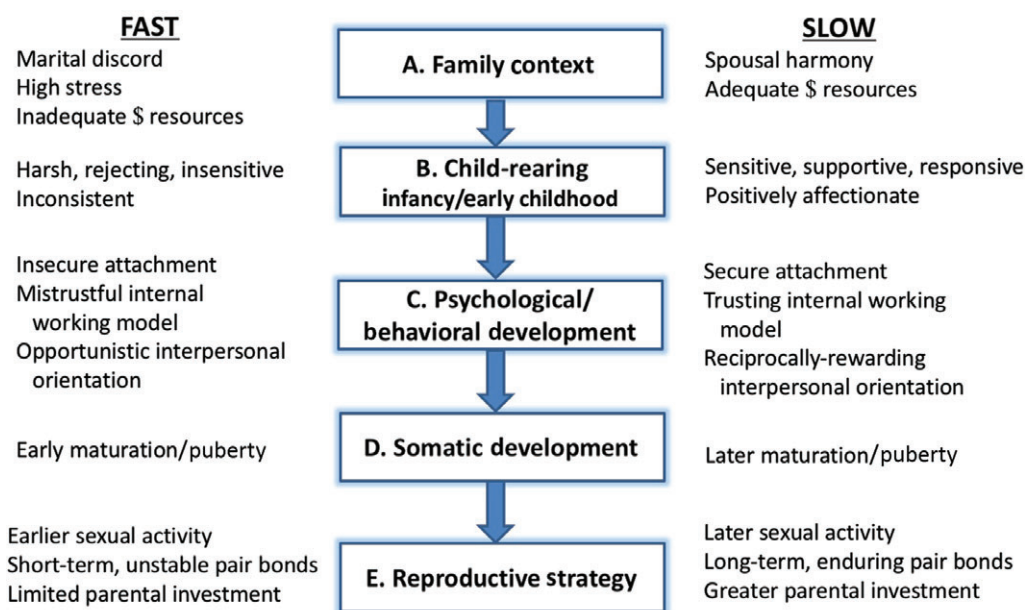 FAST
SLOW
A. Family context
Marital discord
High stress
Inadequate $ resources
Spousal harmony
Adequate $ resources
B. Child-rearing
infancy/early childhood
Harsh, rejecting, insensitive
Inconsistent
Sensitive, supportive, responsive
Positively affectionate
C. Psychological/
behavioral development
Insecure attachment
Mistrustful internal
working model
Opportunistic interpersonal
orientation
Secure attachment
Trusting internal working
model
Reciprocally-rewarding
interpersonal orientation
D. Somatic development
Early maturation/puberty
Later maturation/puberty
E. Reproductive strategy
Earlier sexual activity
Short-term, unstable pair bonds
Limited parental investment
Later sexual activity
Long-term, enduring pair bonds
Greater parental investment